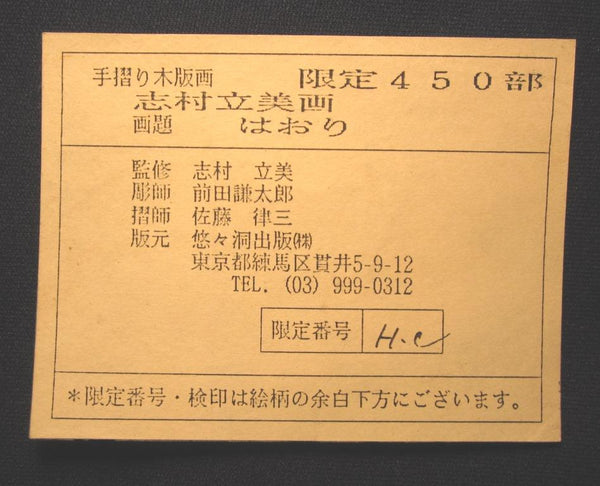 手摺り木版画 限定４５０部
志村立美画
画題 はおり
監修 志村 立美
彫師 前田謙太郎
摺師 佐藤 律三
版元 悠々洞出版㈱
東京都練馬区貫井5-9-12
TEL. (03) 999-0312
限定番号 H.c
＊限定番号・検印は絵柄の余白下方にございます。